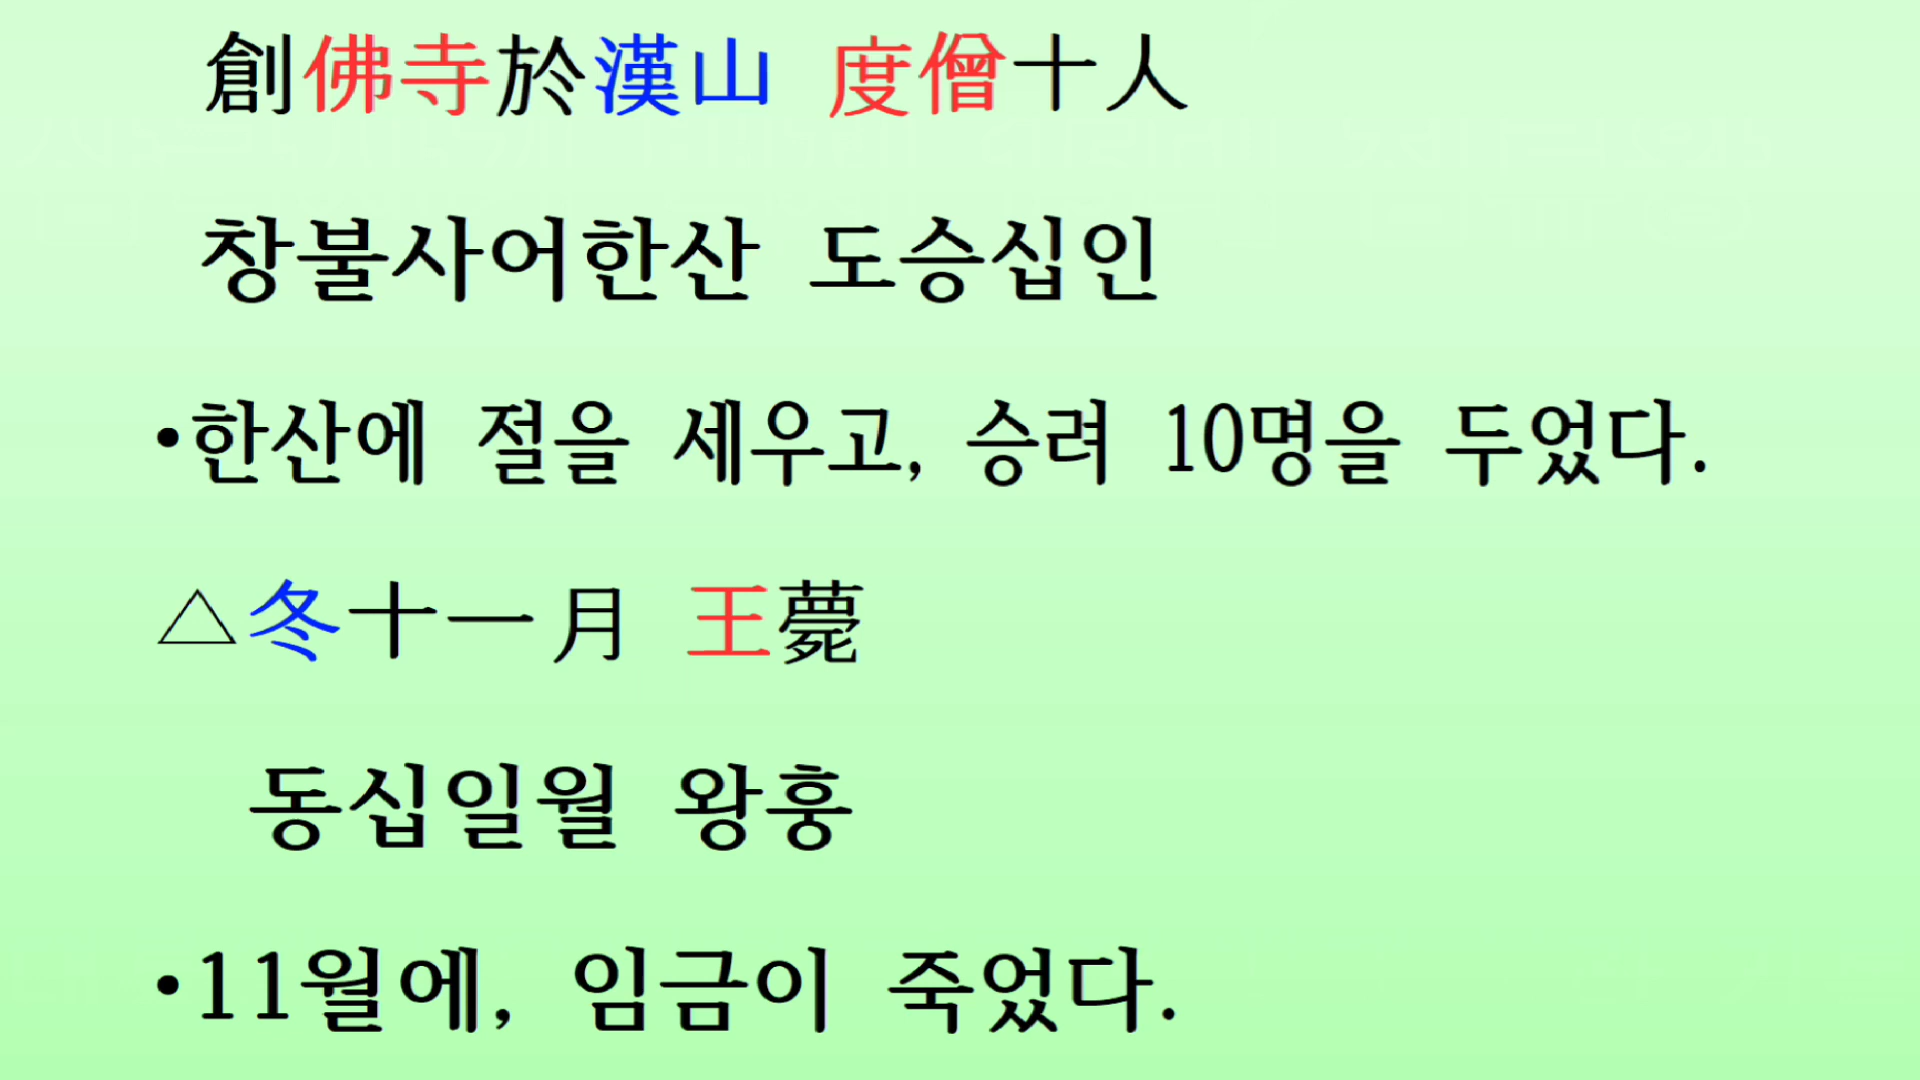 創佛寺於漢山 度僧十人
창불사어한산 도승십인
•한산에 절을 세우고, 승려 10명을 두었다.
△冬十一月 王薨
동십일월 왕훙
•11월에, 임금이 죽었다.